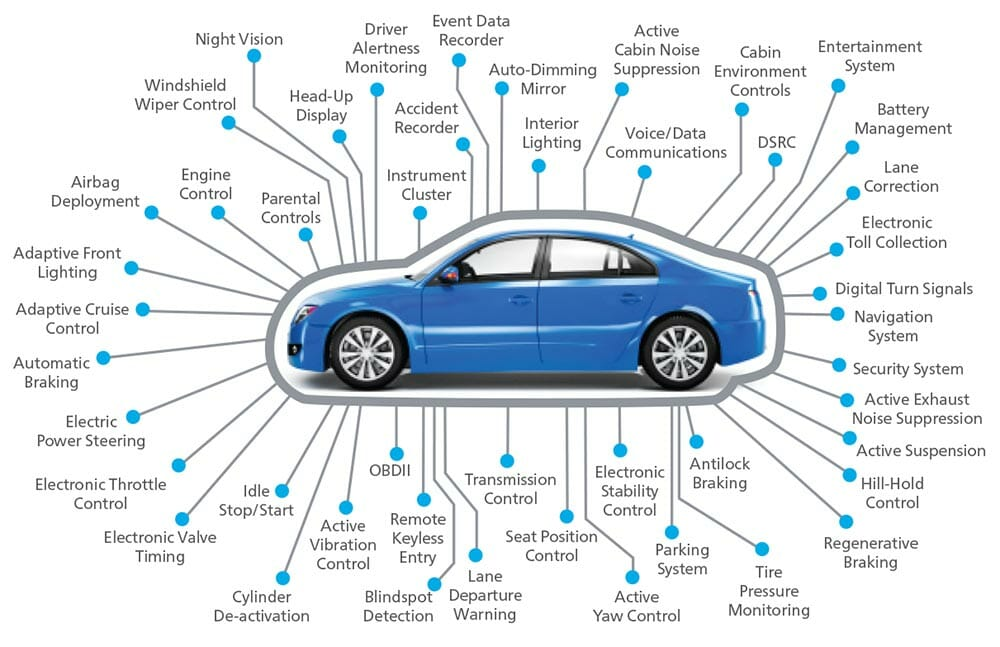 Night Vision
Driver
Alertness
Monitoring
Event Data
Recorder
Auto-Dimming
Mirror
Active
Cabin Noise
Suppression
Cabin
Environment
Controls
Entertainment
System
Windshield
Wiper Control
Head-Up
Display
Accident
Recorder
Interior
Lighting
Voice/Data
Communications
DSRC
Battery
Management
Airbag
Deployment
Engine
Control
Parental
Controls
Instrument
Cluster
Lane
Correction
Electronic
Toll Collection
Adaptive Front
Lighting
Digital Turn Signals
Adaptive Cruise
Control
Navigation
System
Automatic
Braking
Security System
Electric
Power Steering
Active Exhaust
Noise Suppression
Active Suspension
Electronic Throttle
Control
Idle
Stop/Start
OBDII
Transmission
Control
Electronic
Stability
Control
Antilock
Braking
Hill-Hold
Control
Electronic Valve
Timing
Active
Vibration
Control
Remote
Keyless
Entry
Seat Position
Control
Parking
System
Regenerative
Braking
Cylinder
De-activation
Blindspot
Detection
Lane
Departure
Warning
Active
Yaw Control
Tire
Pressure
Monitoring